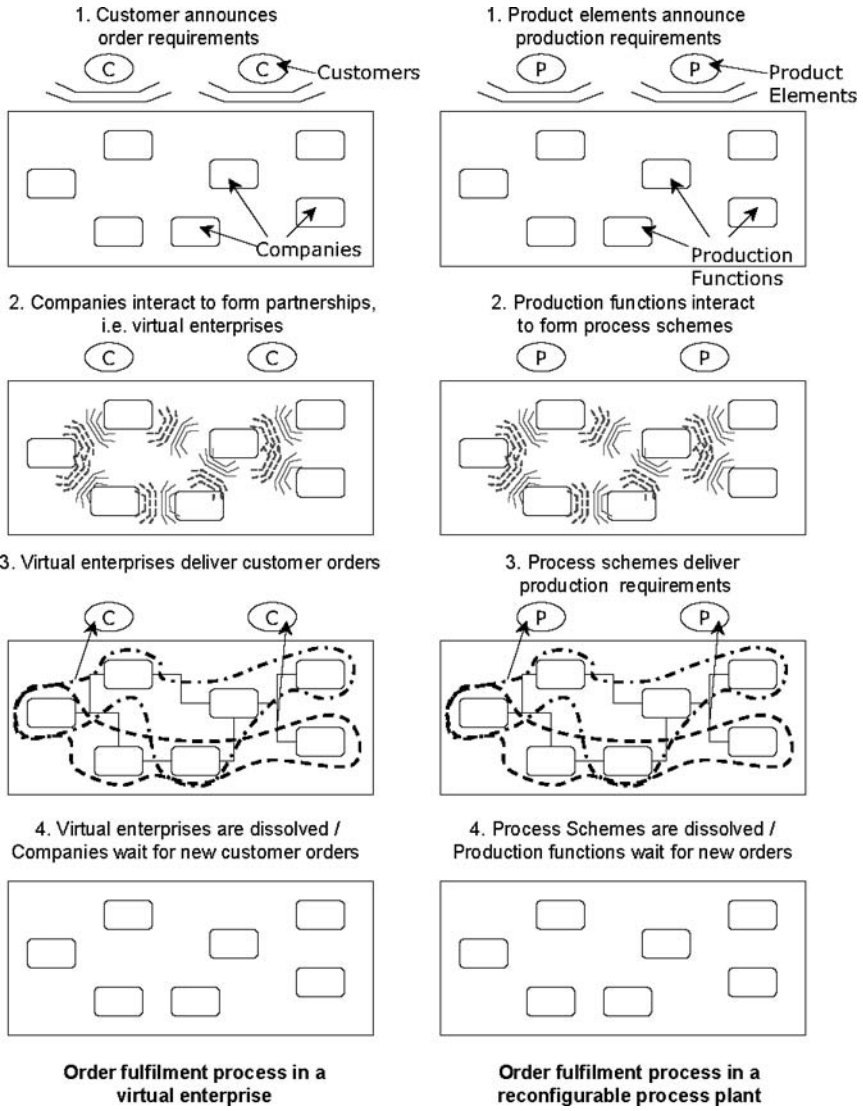 1. Customer announces
order requirements
C
C
Customers
Companies
2. Companies interact to form partnerships,
i.e. virtual enterprises
C
C
3. Virtual enterprises deliver customer orders
C
C
4. Virtual enterprises are dissolved /
Companies wait for new customer orders
Order fulfilment process in a
virtual enterprise
1. Product elements announce
production requirements
P
P
Product
Elements
Production
Functions
2. Production functions interact
to form process schemes
P
P
3. Process schemes deliver
production requirements
P
P
4. Process Schemes are dissolved /
Production functions wait for new orders
Order fulfilment process in a
reconfigurable process plant